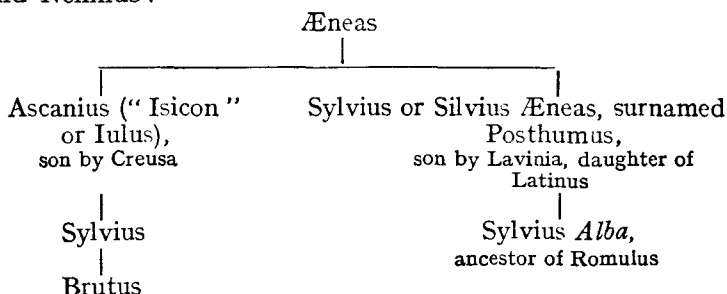 Æneas
Ascanius (“ Isicon ”
or Iulus),
son by Creusa
Sylvius
Brutus
Sylvius or Silvius Æneas, surnamed
Posthumus,
son by Lavinia, daughter of
Latinus
Sylvius Alba,
ancestor of Romulus